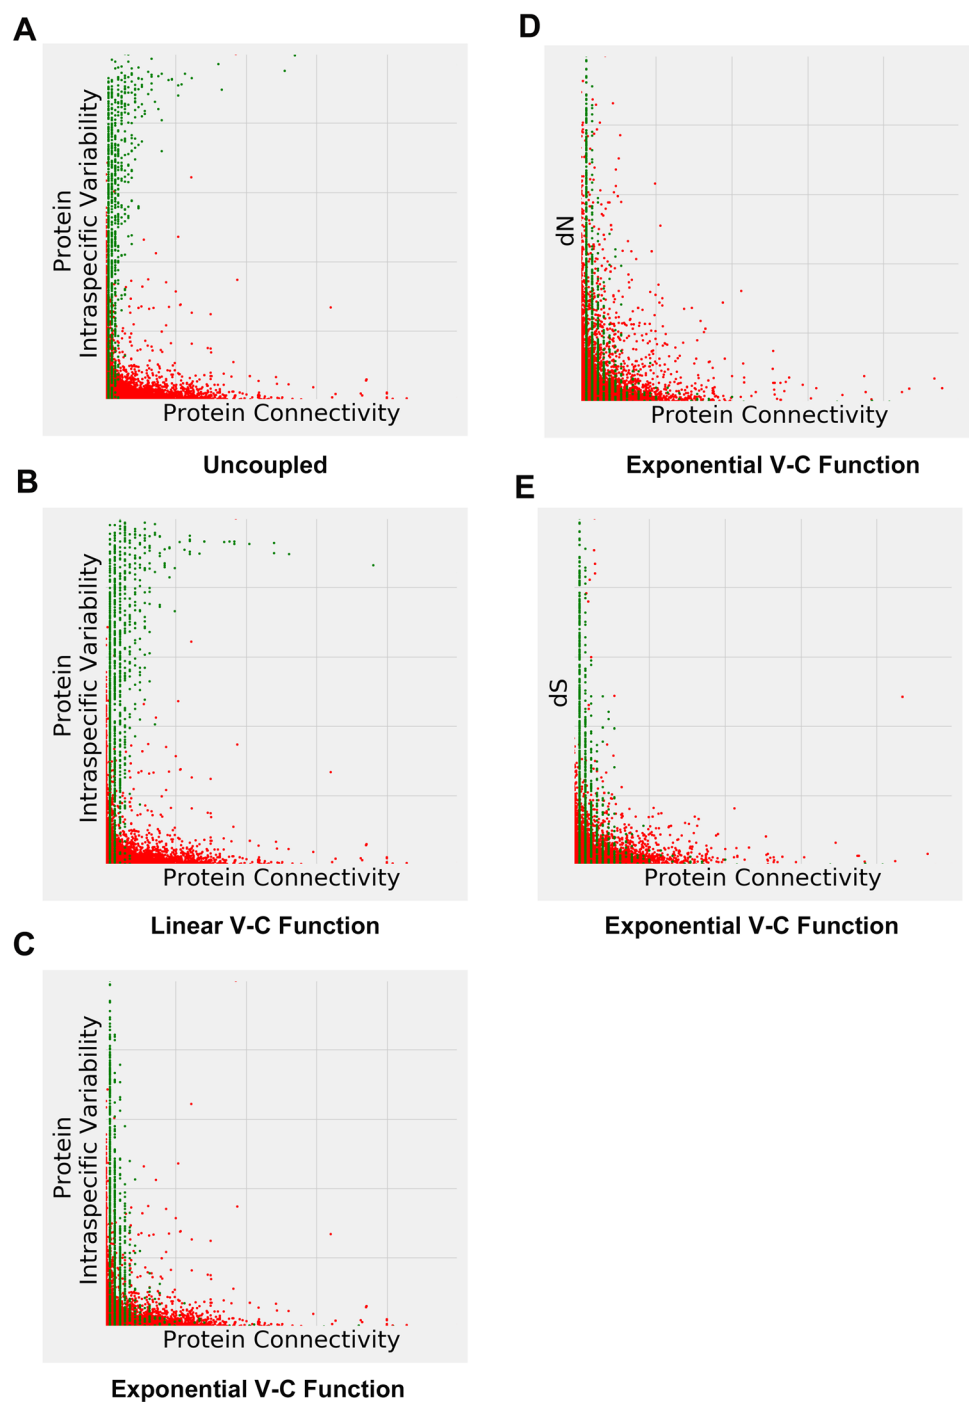 A
Protein
Intraspecific Variability
Protein Connectivity
Uncoupled
B
Protein
Intraspecific Variability
Protein Connectivity
Linear V-C Function
C
Protein
Intraspecific Variability
Protein Connectivity
Exponential V-C Function
D
dN
Protein Connectivity
Exponential V-C Function
E
dS
Protein Connectivity
Exponential V-C Function